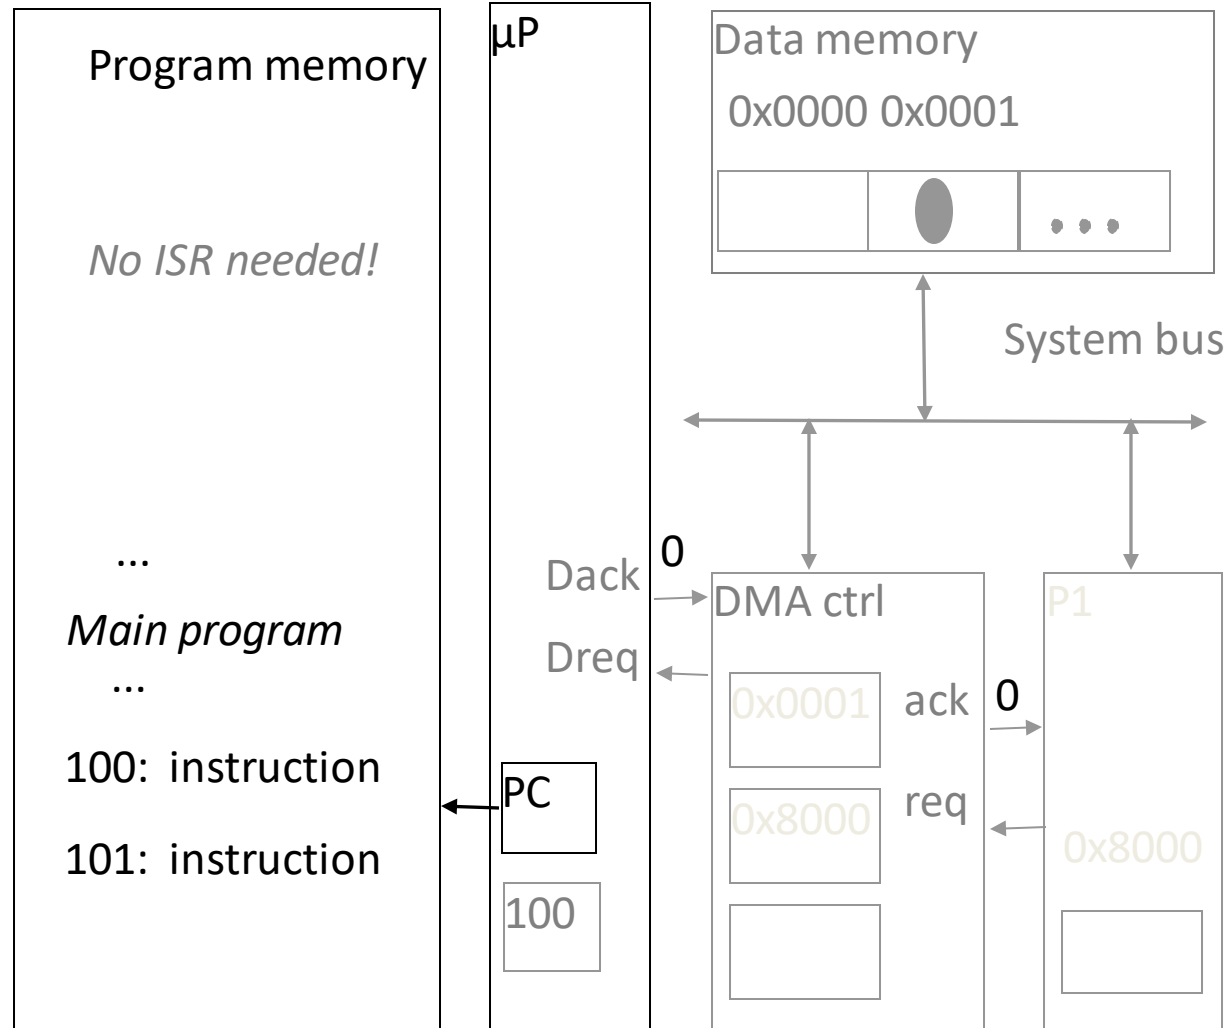 Program memory
No ISR needed!
...
Main program
...
100: instruction
101: instruction
µP
Dack
Dreq
PC
100
Data memory
0x0000 0x0001
System bus
0
DMA ctrl
0x0001
0x8000
ack
0
req
P1
0x8000